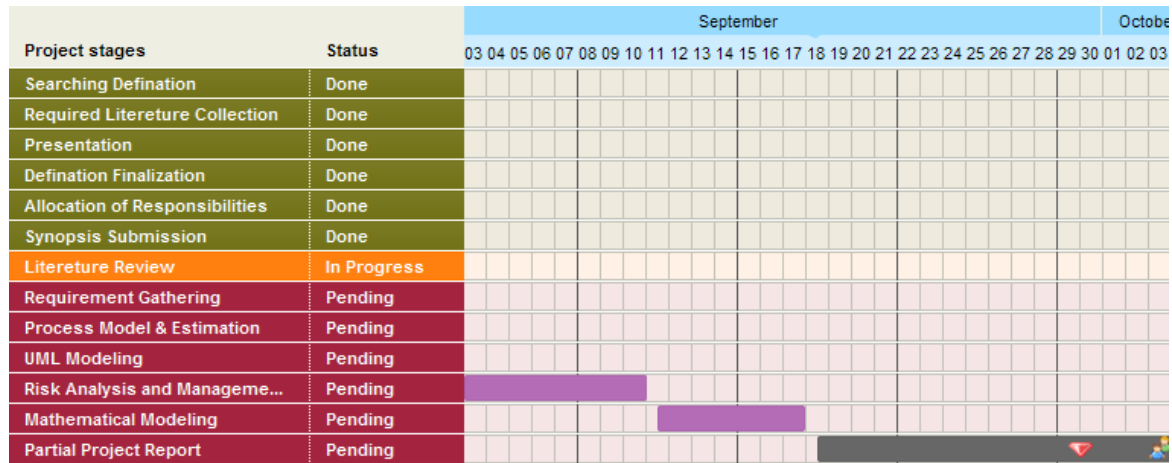 September Octobe
Project stages Status 03 04 05 06 07 08 09 10 11 12 13 14 15 16 17 18 19 20 21 22 23 24 25 26 27 28 29 30 01 02 03
Searching Defination Done
Required Litereture Collection Done
Presentation Done
Defination Finalization Done
Allocation of Responsibilities Done
Synopsis Submission Done
Litereture Review In Progress
Requirement Gathering Pending
Process Model & Estimation Pending
UML Modeling Pending
Risk Analysis and Manageme... Pending
Mathematical Modeling Pending
Partial Project Report Pending